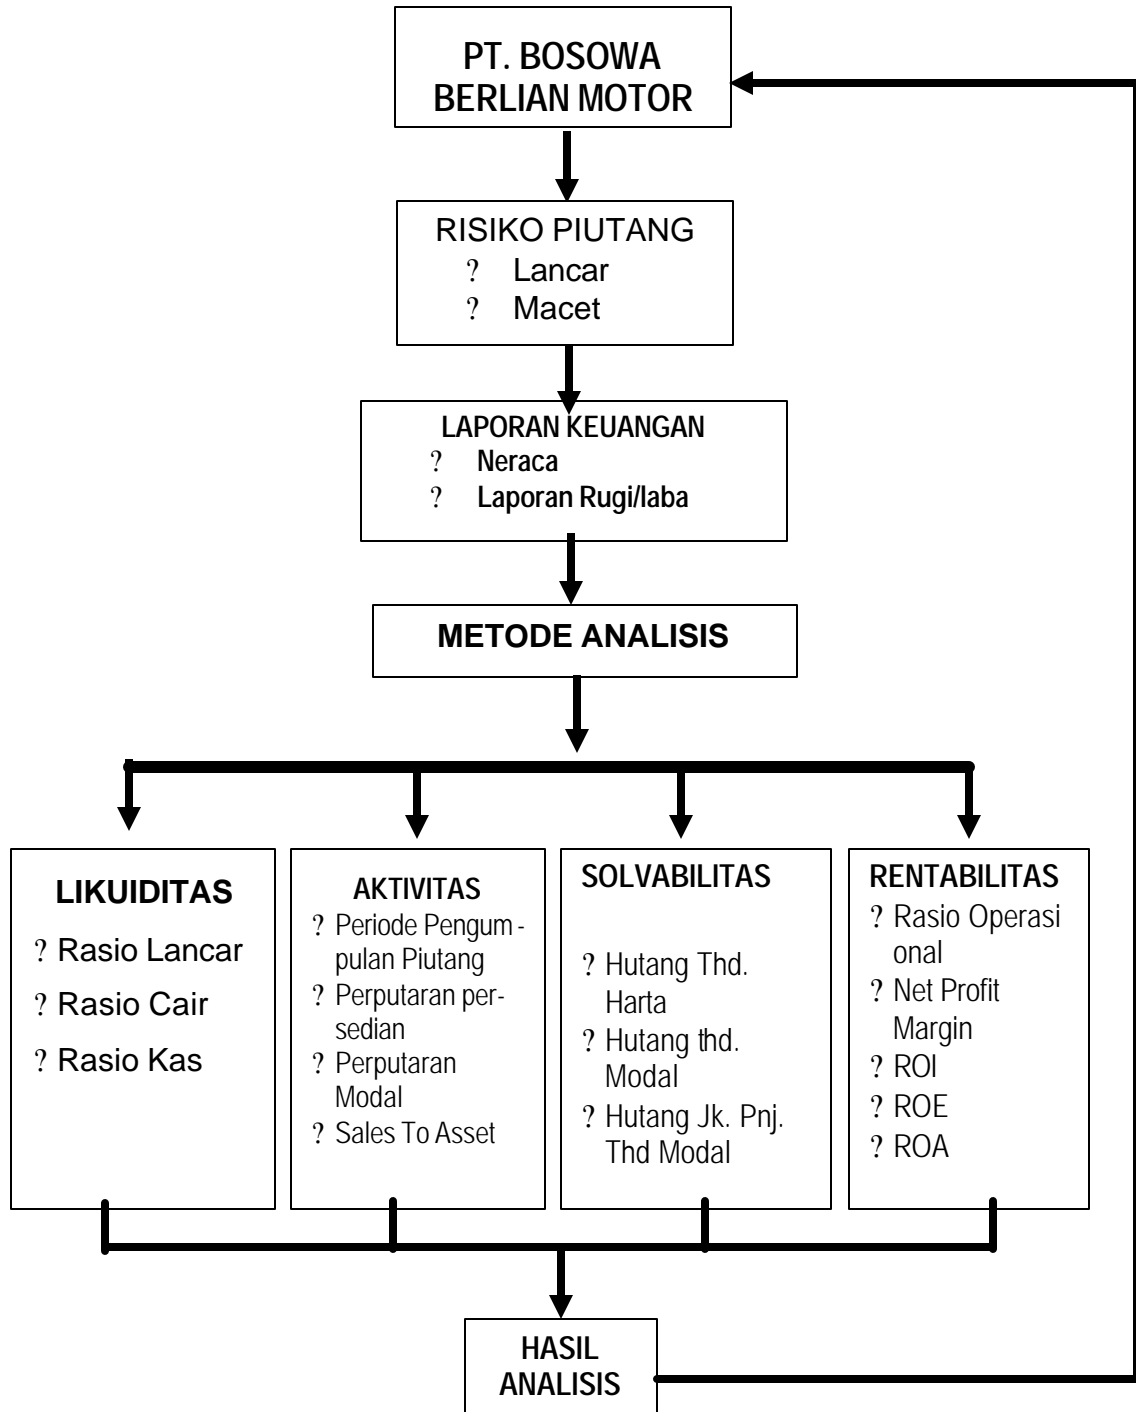 PT. BOSOWA
BERLIAN MOTOR
RISIKO PIUTANG
? Lancar
? Macet
LAPORAN KEUANGAN
? Neraca
? Laporan Rugi/laba
METODE ANALISIS
LIKUIDITAS
? Rasio Lancar
? Rasio Cair
? Rasio Kas
AKTIVITAS
? Periode Pengum -
pulan Piutang
? Perputaran per-
sedian
? Perputaran
Modal
? Sales To Asset
SOLVABILITAS
? Hutang Thd.
Harta
? Hutang thd.
Modal
? Hutang Jk. Pnj.
Thd Modal
RENTABILITAS
? Rasio Operasi
onal
? Net Profit
Margin
? ROI
? ROE
? ROA
HASIL
ANALISIS